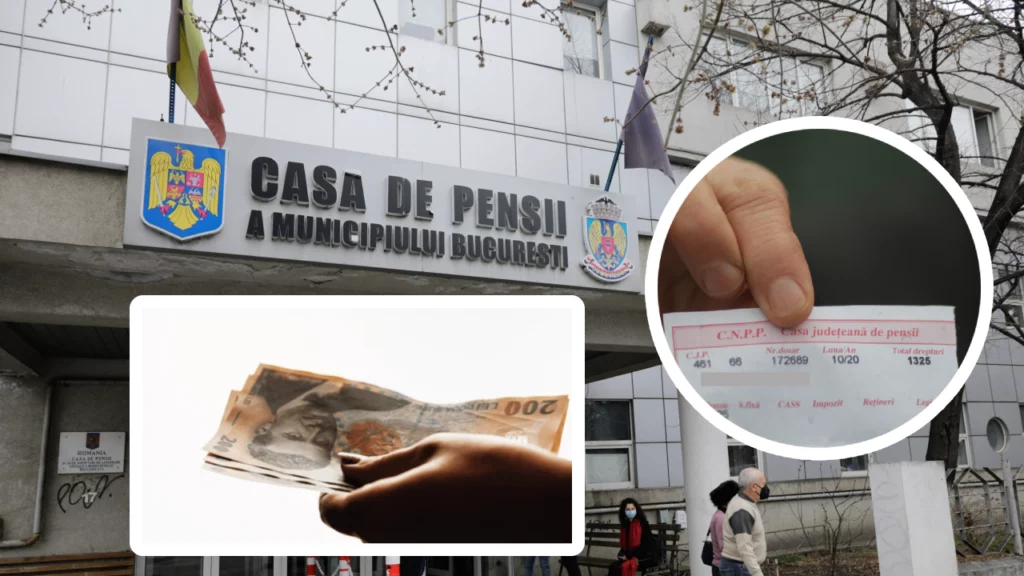 CASA DE PENSII
A MUNICIPIULUI BUCURESTI
C.N.P.P. Casa județeană de pensii
C.I.P. Nr.dosar Luna/An Total drepturi
461 66 172689 10/20 1325
CASS Impozit Rețineri
200
ROMANIA
CASA DE PENSII